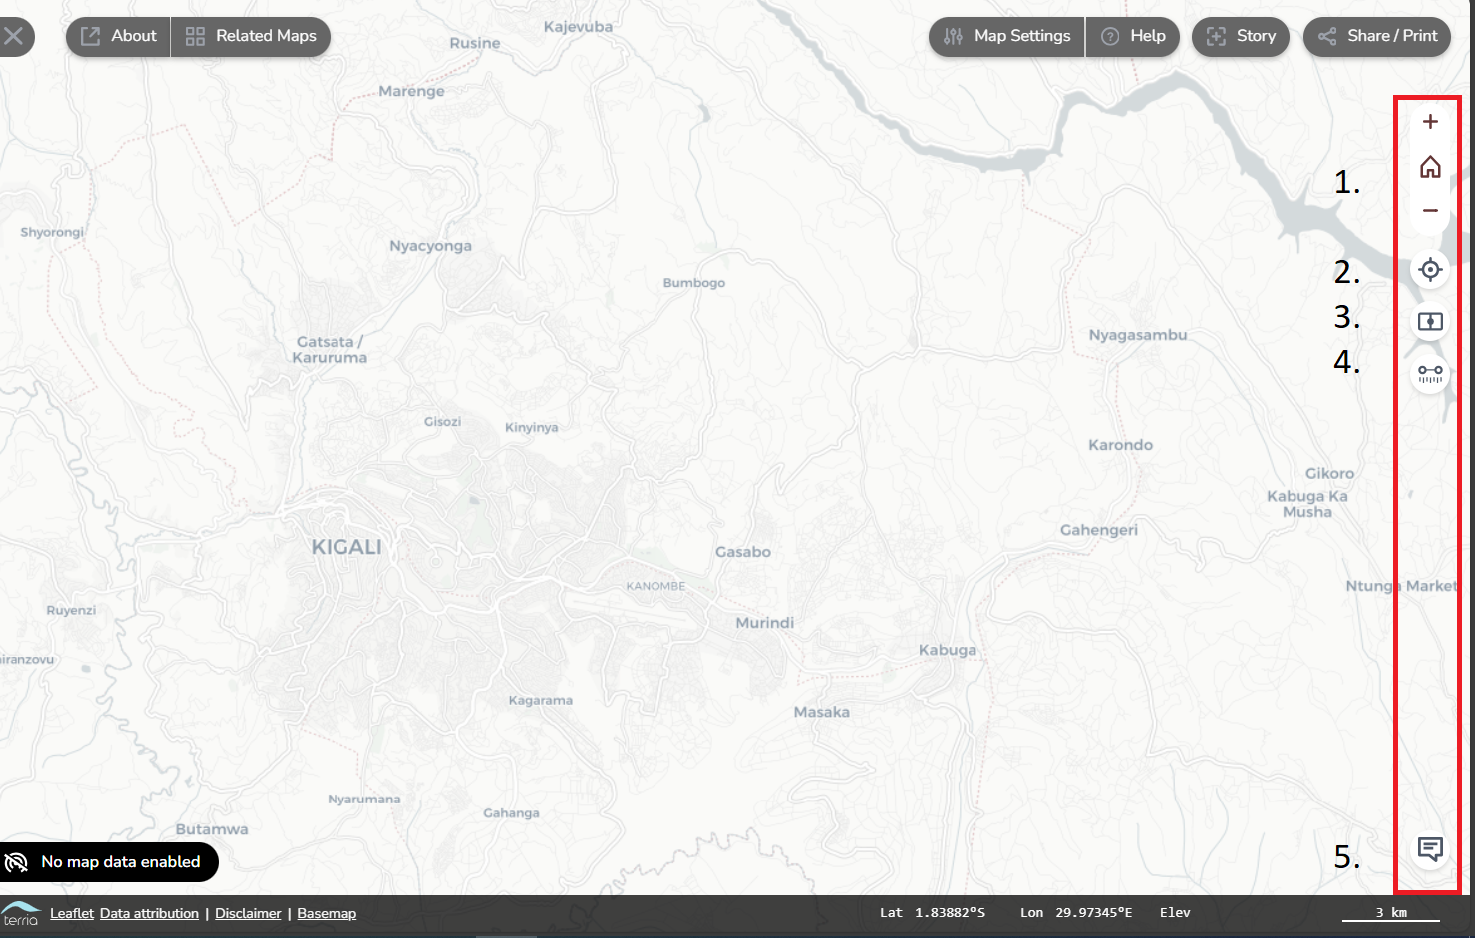 About
Related Maps
Map Settings
Help
Story
Share / Print
Kajevuba
Rusine
Marenge
1.
Shyorongi
Nyacyonga
2.
Bumbogo
3.
Nyagasambu
Gatsata /
Karuruma
4.
Gisozi
Kinyinya
Karondo
Gikoro
Kabuga Ka
Musha
Gahengeri
KIGALI
Gasabo
KANOMBE
Ntunga Market
Ruyenzi
Murindi
Kabuga
iranzovu
Kagarama
Masaka
Nyarumana
Gahanga
Butamwa
5.
No map data enabled
terria Leaflet Data attribution | Disclaimer | Basemap
Lat 1.83882°S Lon 29.97345°E Elev
3 km